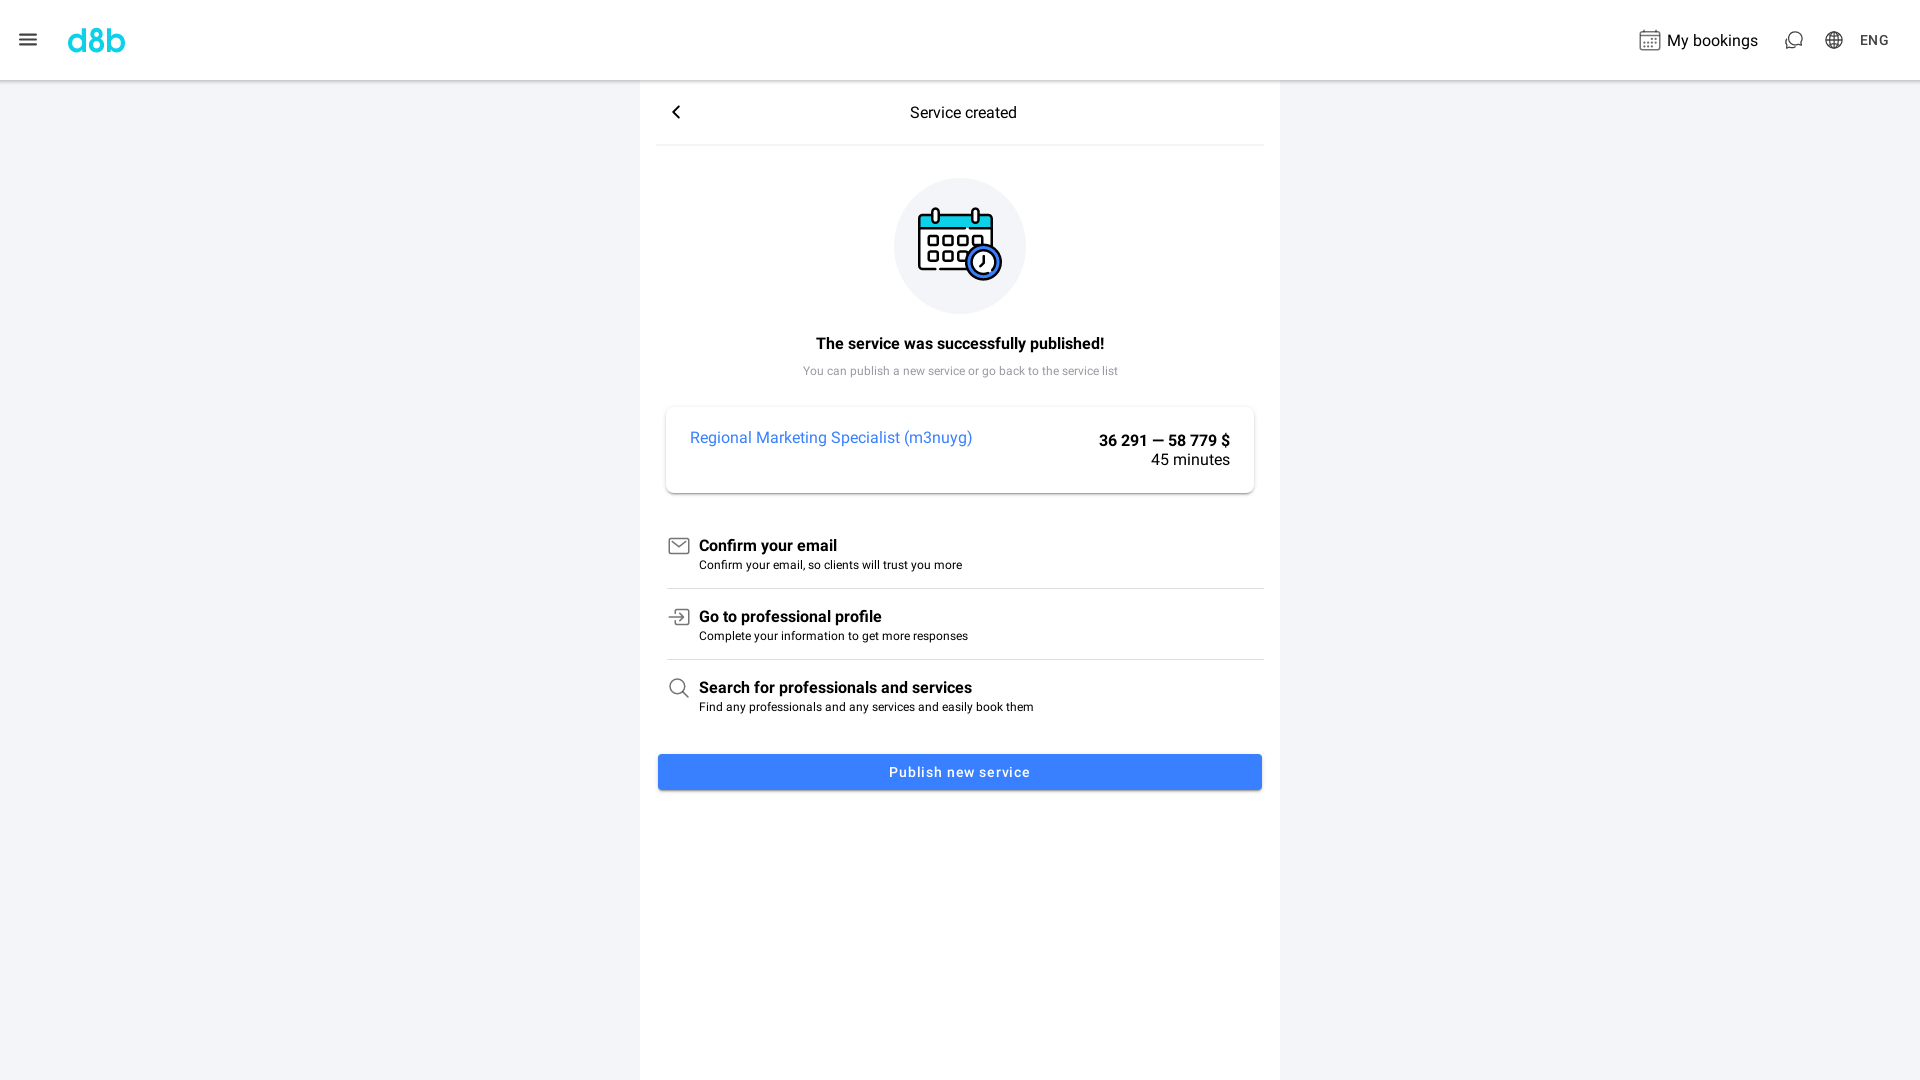 d8b
My bookings
ENG
Service created
The service was successfully published!
You can publish a new service or go back to the service list
Regional Marketing Specialist (m3nuyg)
36 291 — 58 779 $
45 minutes
Confirm your email
Confirm your email, so clients will trust you more
Go to professional profile
Complete your information to get more responses
Search for professionals and services
Find any professionals and any services and easily book them
Publish new service